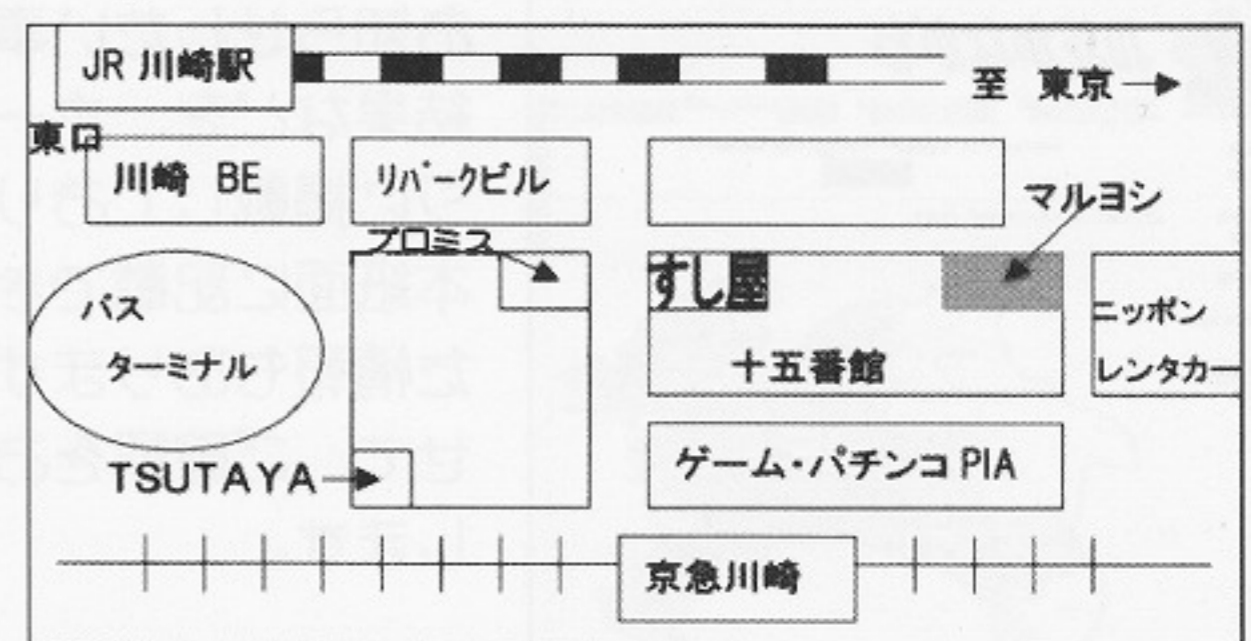 JR 川崎駅
至 東京
東口
川崎 BE
リパークビル
マルヨシ
プロミス
すし屋
バス
ターミナル
ニッポン
レンタカー
十五番館
TSUTAYA
ゲーム・パチンコ PIA
京急川崎